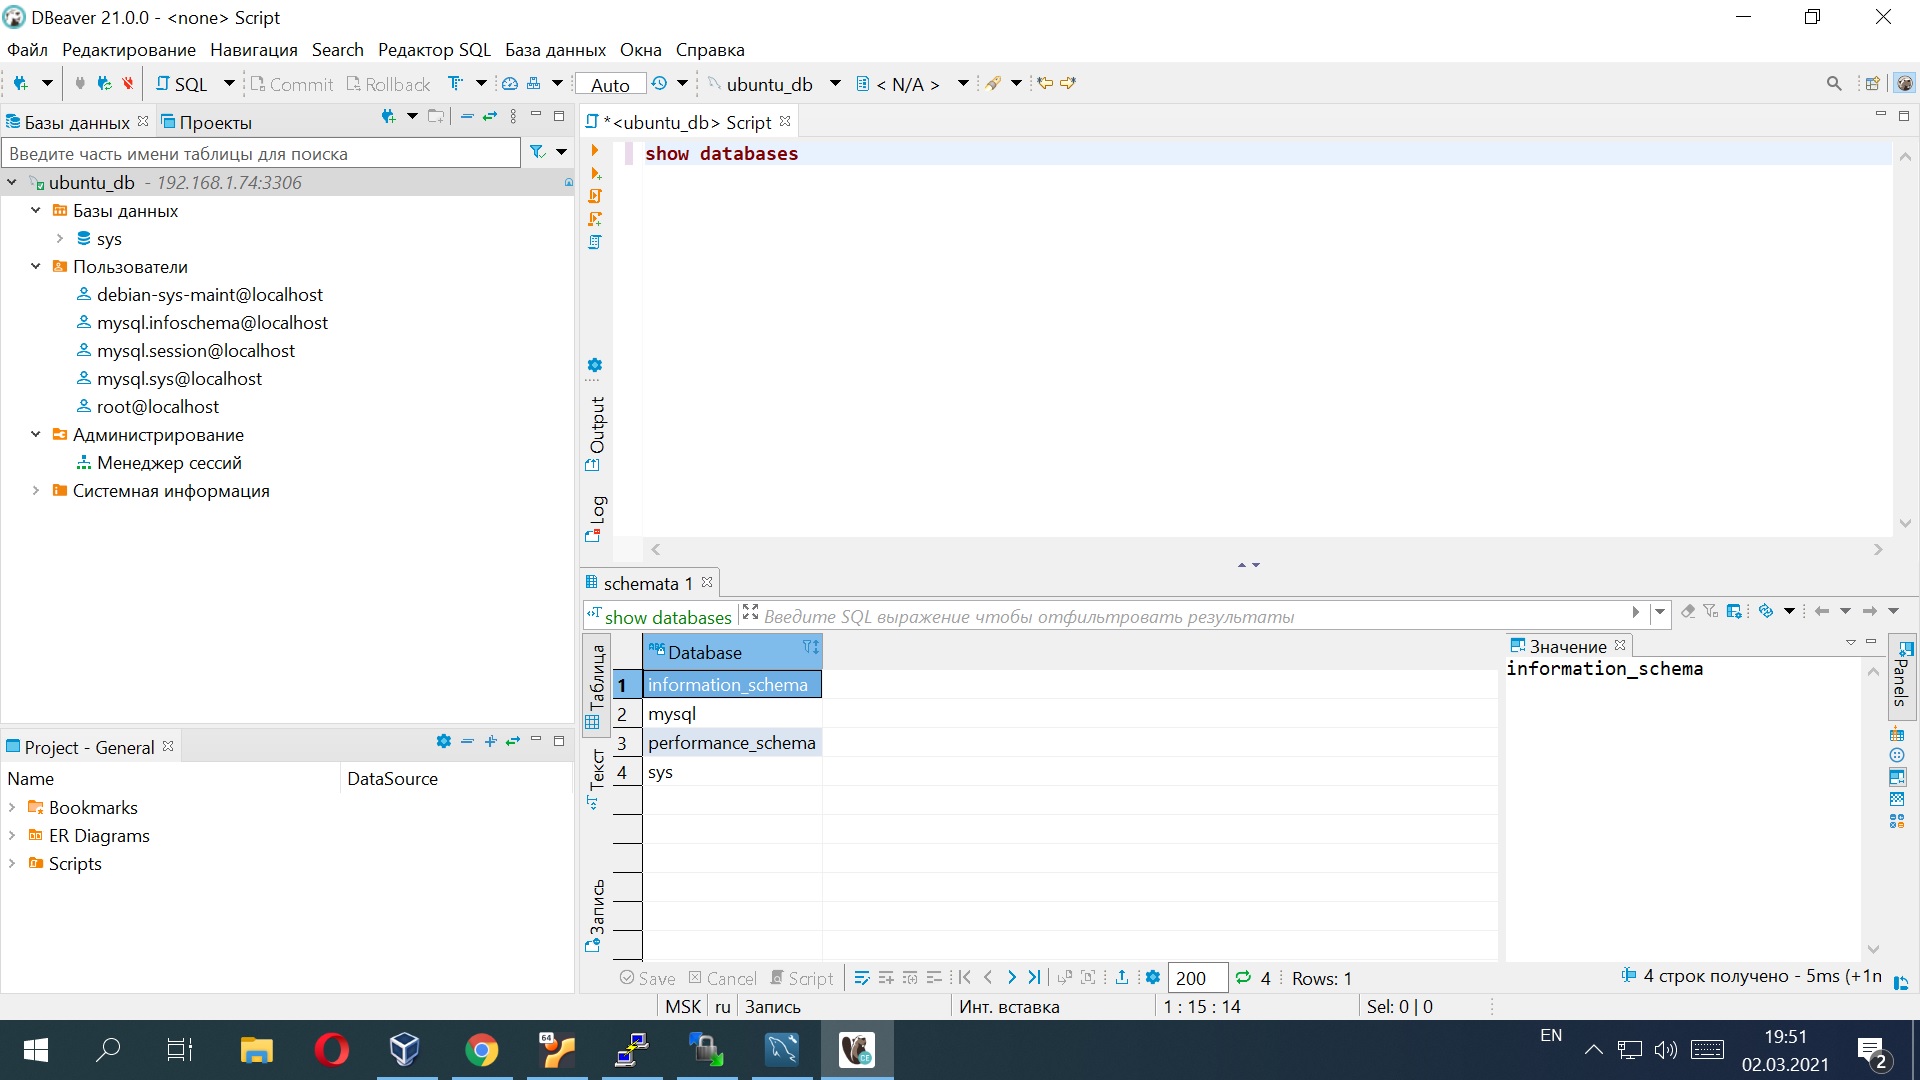 DBeaver 21.0.0 - <none> Script
Файл Редактирование Навигация Search Редактор SQL База данных Окна Справка
SQL Commit Rollback Auto ubuntu_db < N/A >
Базы данных Проекты
*<ubuntu_db> Script
Введите часть имени таблицы для поиска
show databases
ubuntu_db - 192.168.1.74:3306
Базы данных
sys
Пользователи
debian-sys-maint@localhost
mysql.infoschema@localhost
mysql.session@localhost
mysql.sys@localhost
root@localhost
Администрирование
Менеджер сессий
Системная информация
Output
Log
schemata 1
show databases Введите SQL выражение чтобы отфильтровать результаты
Таблица
Текст
Запись
Database
1 information_schema
2 mysql
3 performance_schema
4 sys
Значение
information_schema
Panels
Project - General
Name DataSource
Bookmarks
ER Diagrams
Scripts
Save Cancel Script 200 4 Rows: 1
4 строк получено - 5ms (+1n
MSK ru Запись Инт. вставка 1 : 15 : 14 Sel: 0 | 0
64
CE
EN
19:51
02.03.2021
2